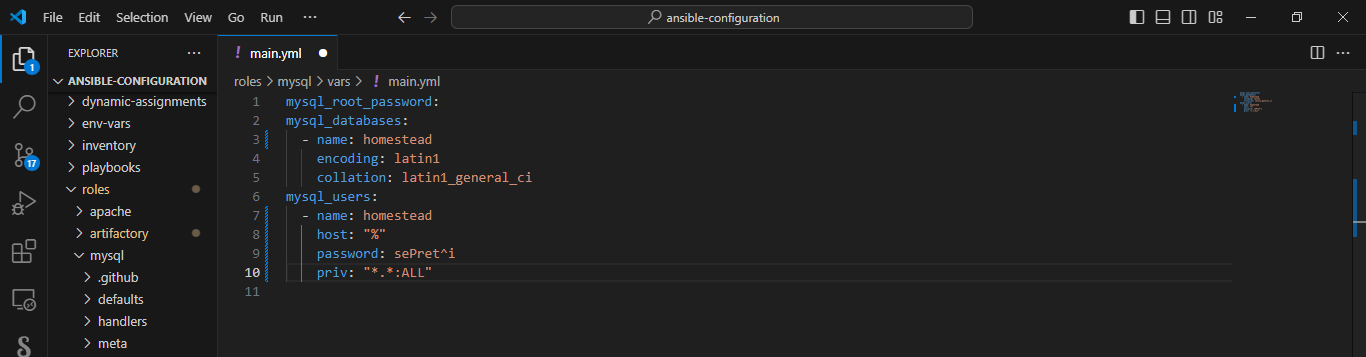 File Edit Selection View Go Run ··· ansible-configuration
EXPLORER ···
main.yml
1
ANSIBLE-CONFIGURATION
roles > mysql > vars > ! main.yml
dynamic-assignments
env-vars
inventory
17
playbooks
roles
apache
artifactory
mysql
.github
defaults
handlers
meta
1 mysql_root_password:
2 mysql_databases:
3 - name: homestead
4 encoding: latin1
5 collation: latin1_general_ci
6 mysql_users:
7 - name: homestead
8 host: "%"
9 password: sePret^i
10 priv: "*.*:ALL"
11